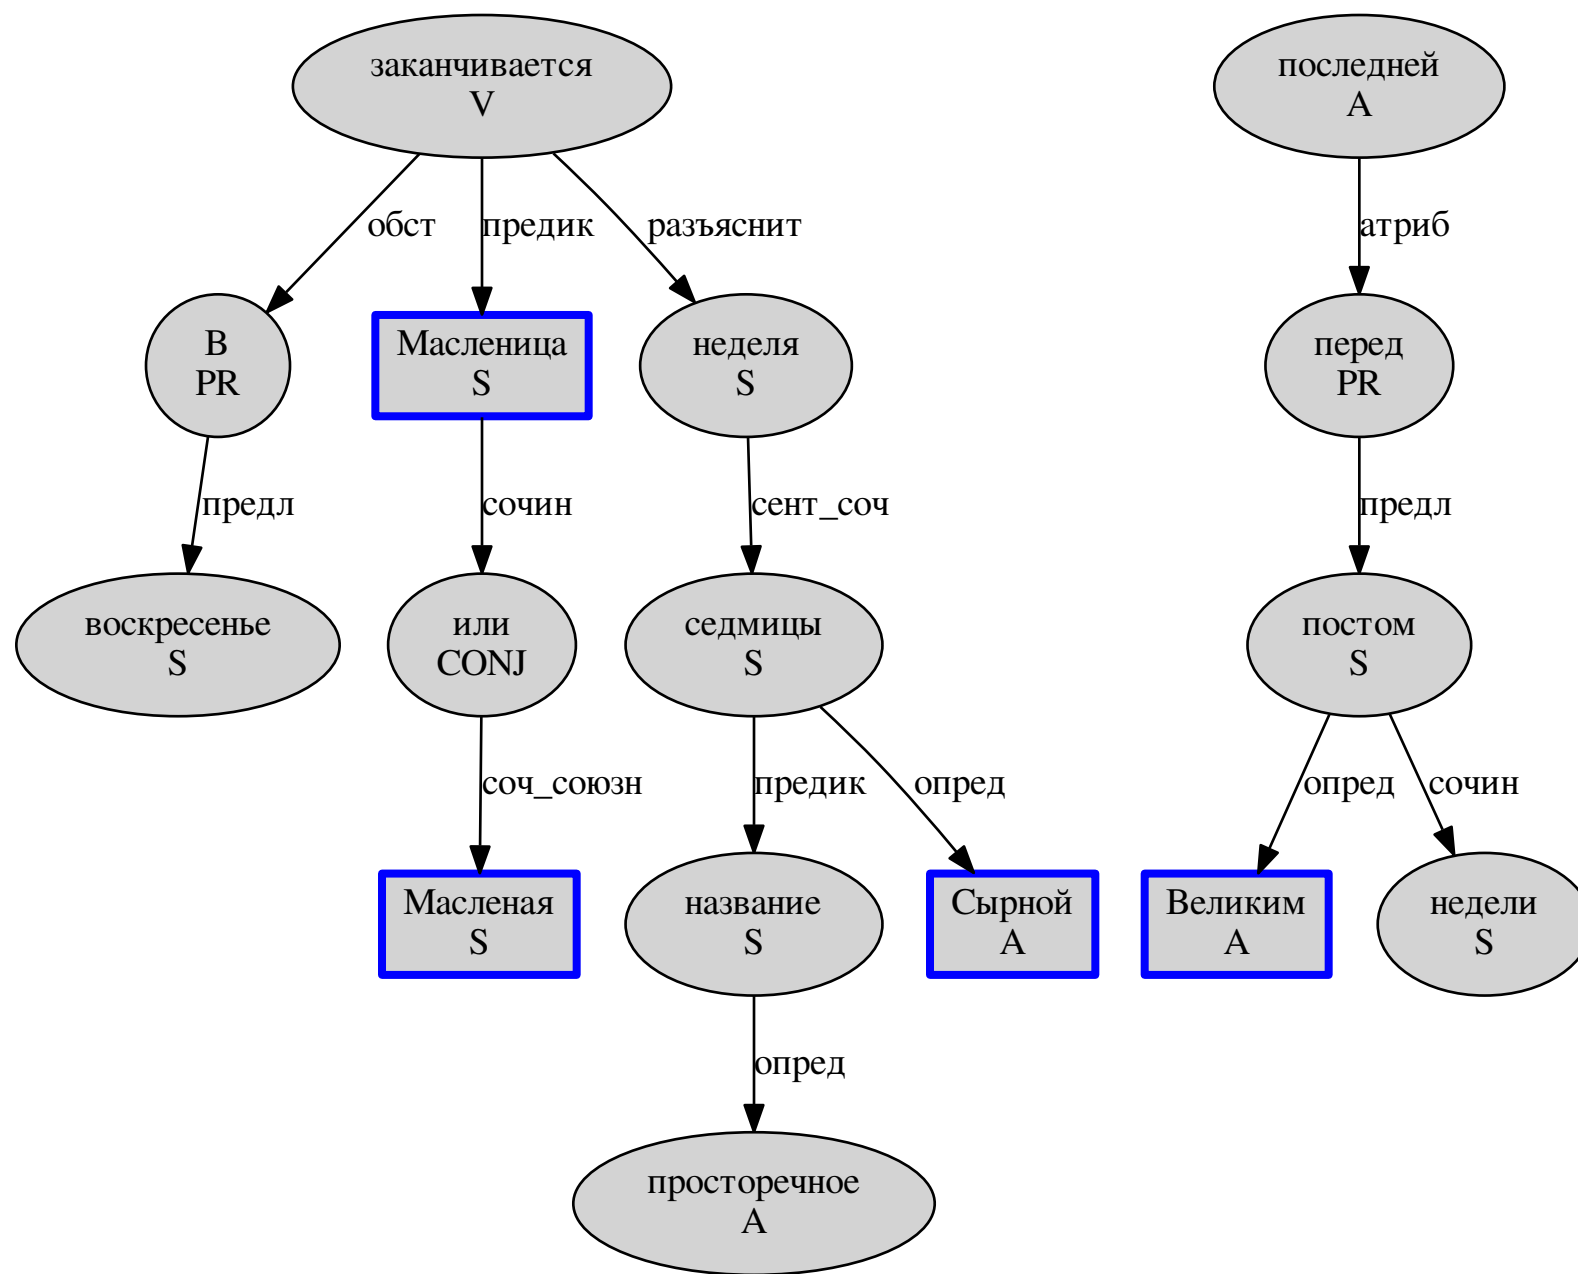 заканчивается
V
последней
A
обст
предик
разъяснит
атриб
В
PR
Масленица
S
неделя
S
перед
PR
предл
сочин
сент_соч
предл
воскресенье
S
или
CONJ
седмицы
S
постом
S
соч_союзн
предик
опред
опред
сочин
Масленая
S
название
S
Сырной
A
Великим
A
недели
S
опред
просторечное
A